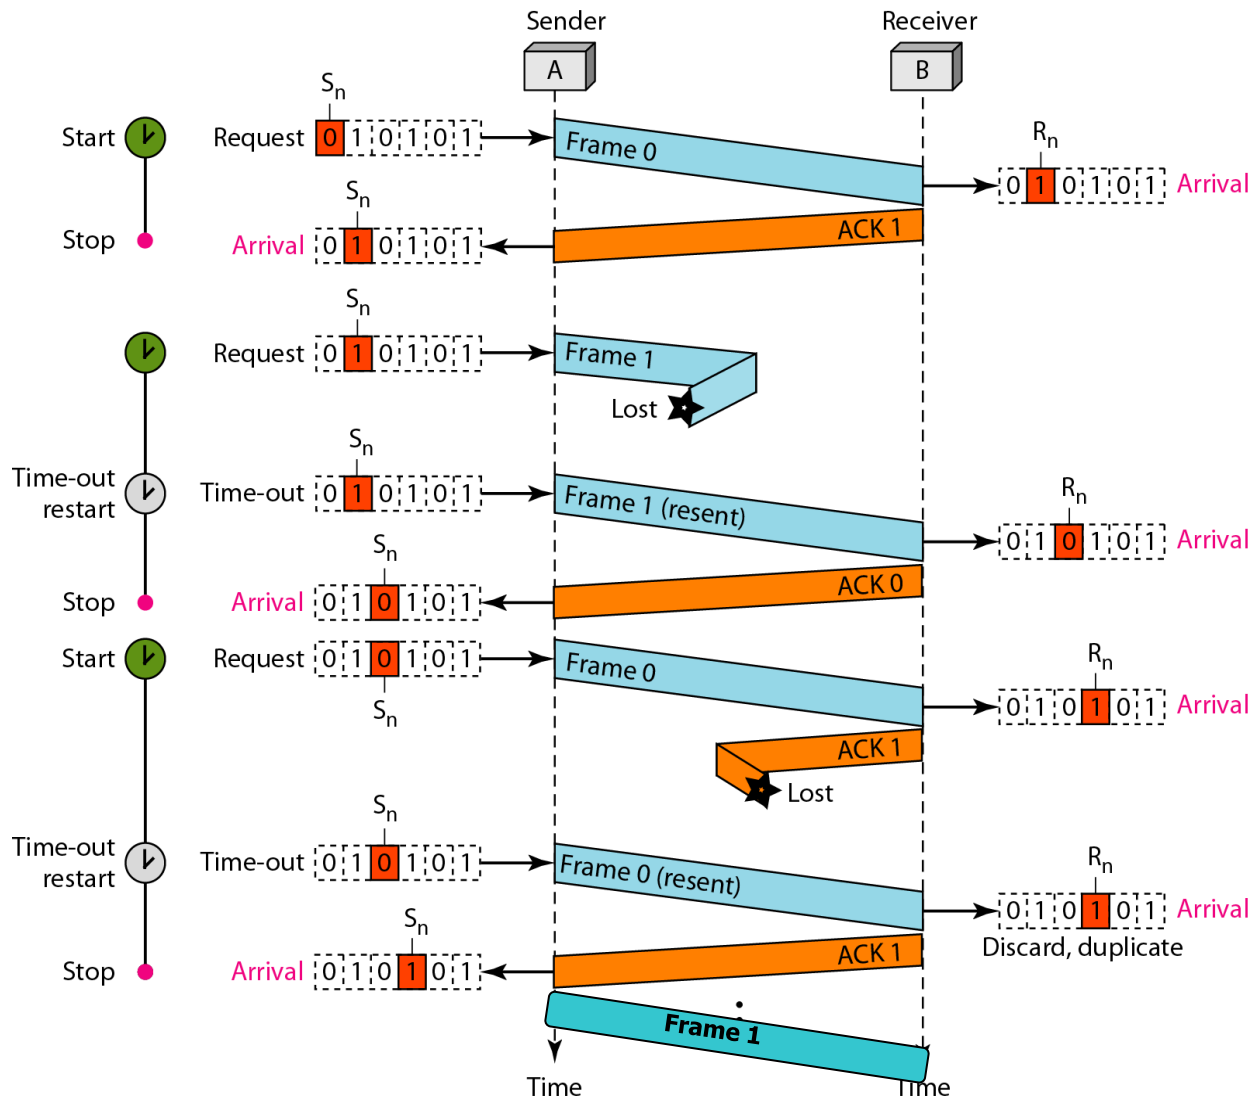 Sender Receiver
A B
Sn
Start Request 0 1 0 1 0 1 Frame 0
Rn
0 1 0 1 0 1 Arrival
Sn
Stop Arrival 0 1 0 1 0 1 ACK 1
Sn
Request 0 1 0 1 0 1 Frame 1
Lost
Sn
Time-out
restart
Time-out 0 1 0 1 0 1 Frame 1 (resent)
Rn
0 1 0 1 0 1 Arrival
Sn
Stop Arrival 0 1 0 1 0 1 ACK 0
Start Request 0 1 0 1 0 1 Frame 0
Sn
Rn
0 1 0 1 0 1 Arrival
ACK 1
Lost
Sn
Time-out
restart
Time-out 0 1 0 1 0 1 Frame 0 (resent)
Rn
0 1 0 1 0 1 Arrival
Discard, duplicate
Sn
Stop Arrival 0 1 0 1 0 1 ACK 1
Frame 1
Time Time